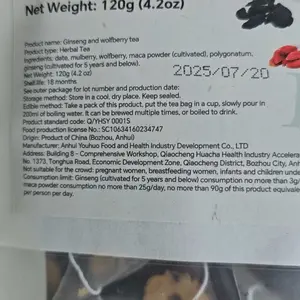 Net Weight: 120g (4.2oz)
Product name: Ginseng and wolfberry tea
Product type: Herbal Tea
Ingredients: date, mulberry, wolfberry, maca powder (cultivated), polygonatum,
ginseng (cultivated for 5 years and below).
Net Weight: 120g (4.2 oz)
Shelf life: 18 months
2025/07/20
See outer package for lot number and production date:
Storage method: Store in a cool, dry place. Keep sealed.
Edible method: Take a pack of this product, put the tea bag in a cup, slowly pour in
200ml of boiling water. It can be brewed multiple times, or boiled to drink.
Product standard code: Q/YHSY 0001S
Food production license No.: SC10634160234747
Origin: Product of China (Bozhou, Anhui)
Anhui Youhuo Food and Health Industry Development Co., LTD
Address: Building 8 - Comprehensive Workshop, Qiaocheng Huacha Health Industry Accelera
No. 1373, Tonghua Road, Economic Development Zone, Qiaocheng District, Bozhou City, Anh
Not suitable for the crowd: pregnant women, breastfeeding women, infants and children unde
Consumption limit: Ginseng (cultivated for 5 years and below) consumption no more than 3g/
maca powder consumption no more than 25g/day, no more than 90g of this product equivale
per person per day.